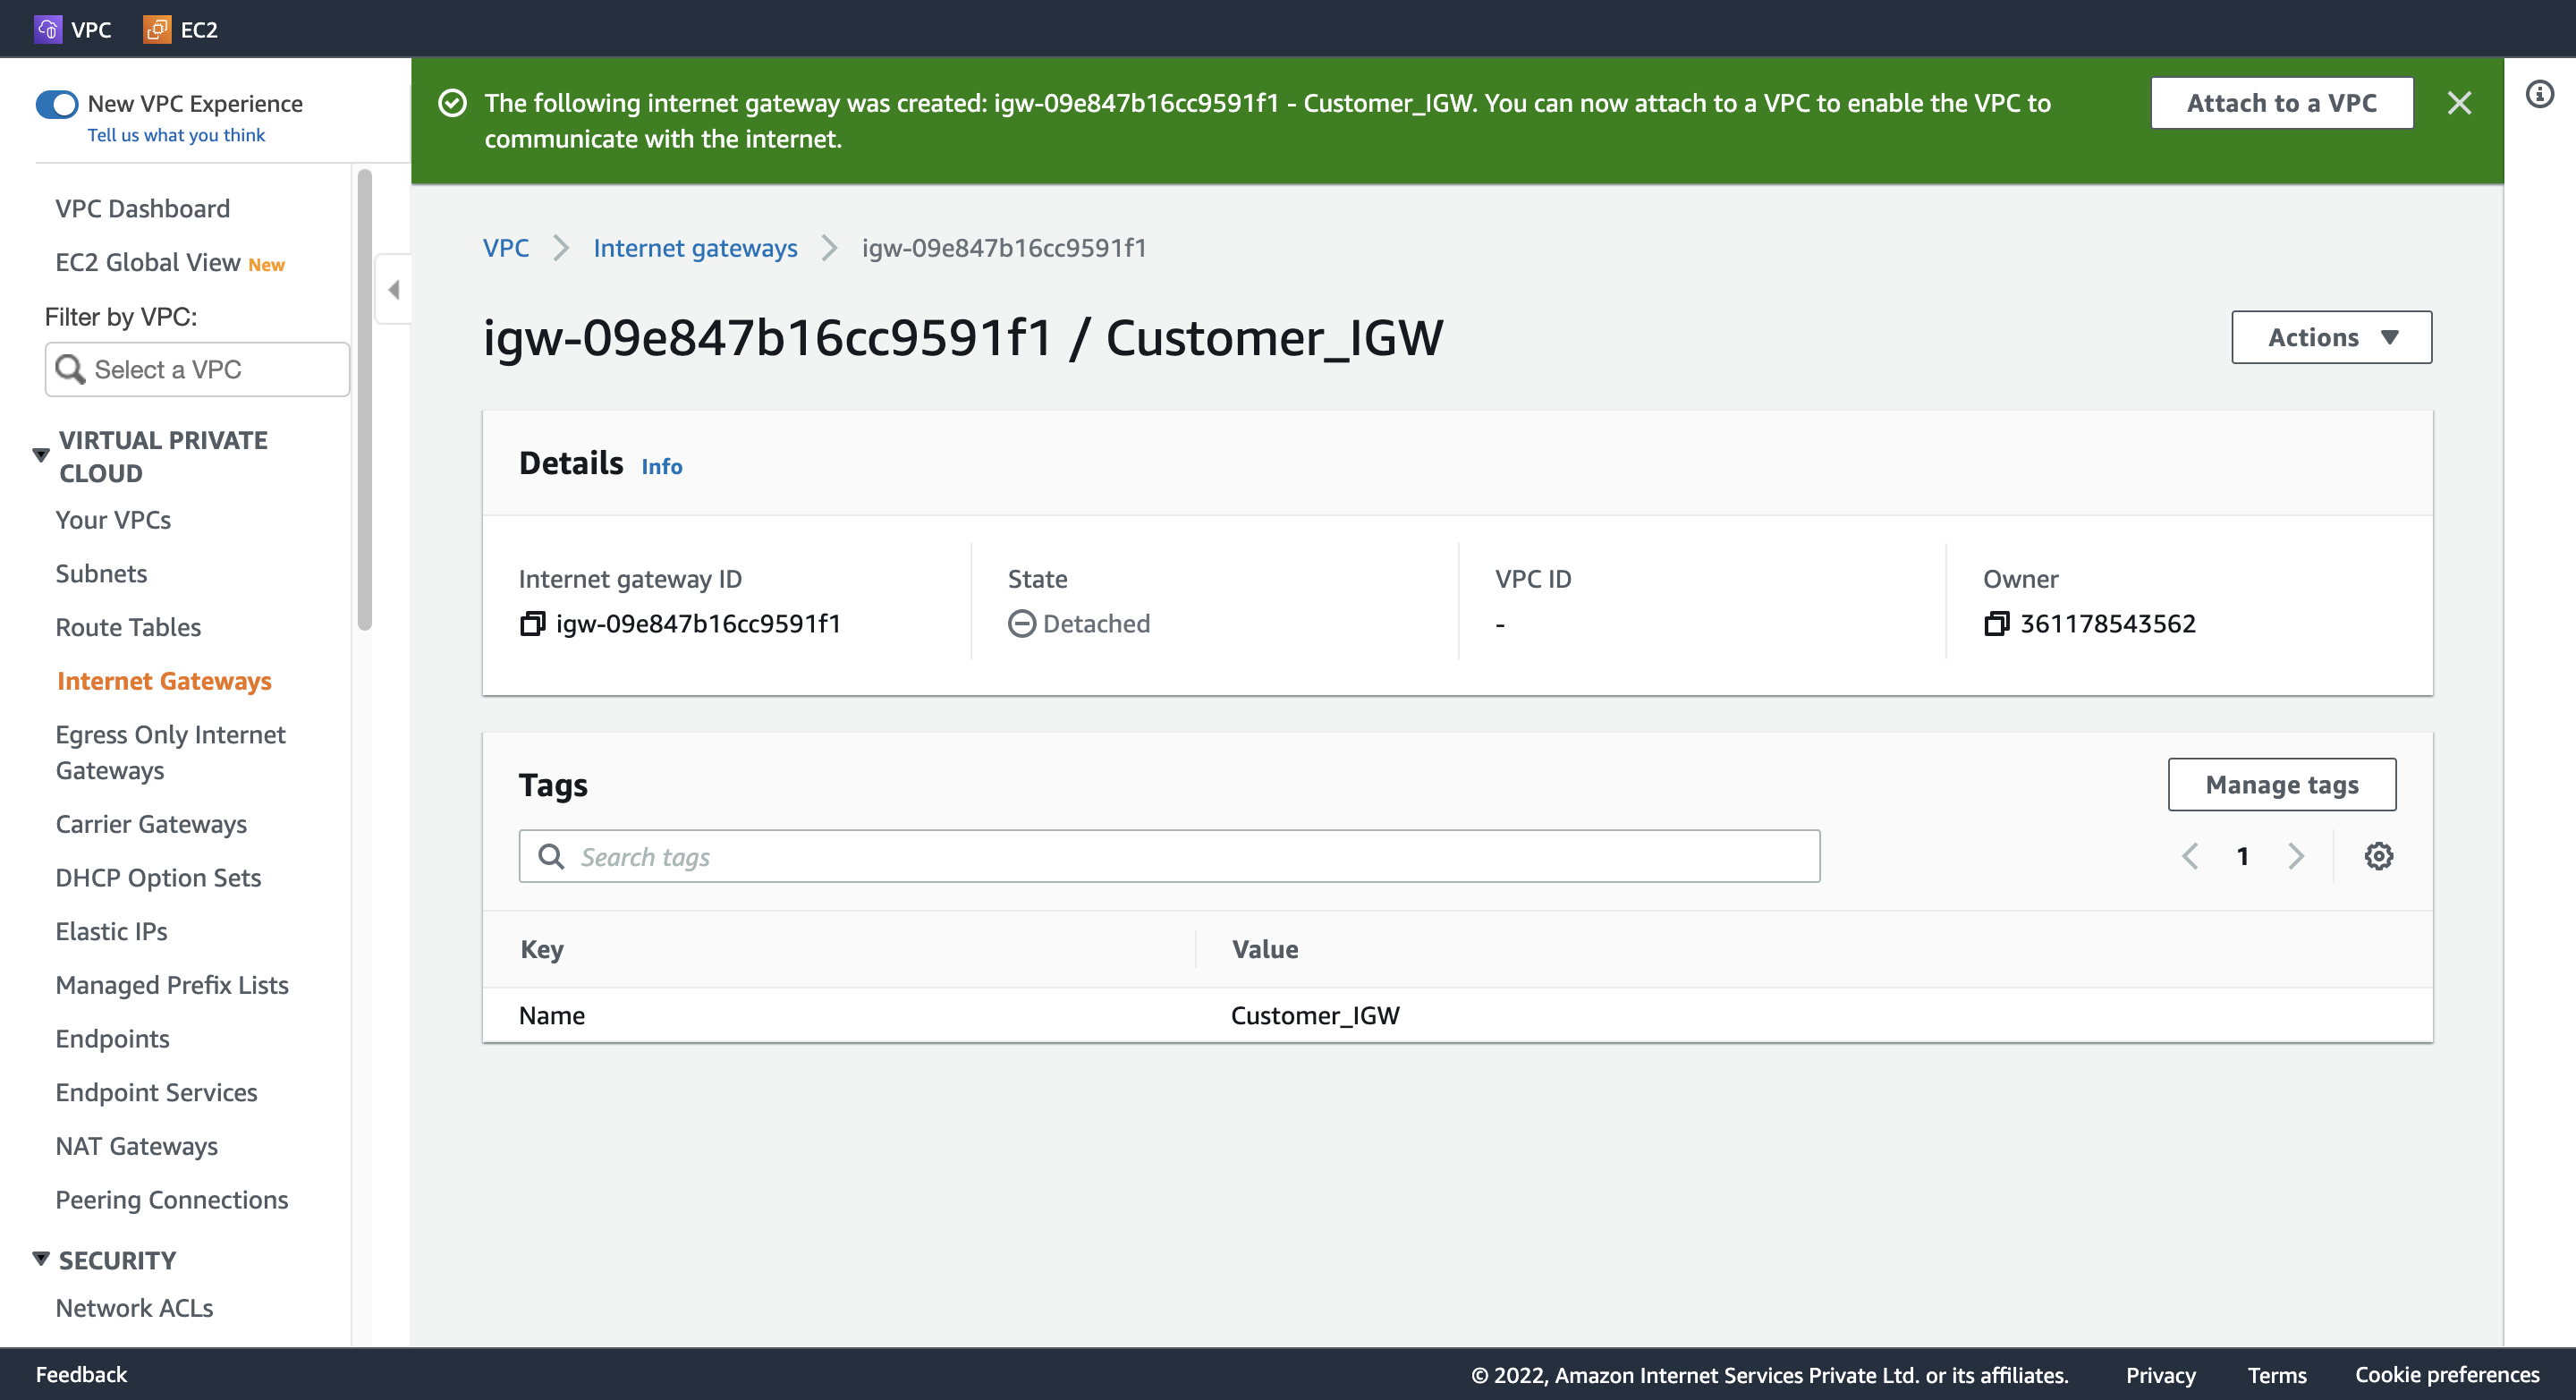 VPC EC2
New VPC Experience
Tell us what you think
VPC Dashboard
EC2 Global View New
Filter by VPC:
Select a VPC
VIRTUAL PRIVATE
CLOUD
Your VPCs
Subnets
Route Tables
Internet Gateways
Egress Only Internet
Gateways
Carrier Gateways
DHCP Option Sets
Elastic IPs
Managed Prefix Lists
Endpoints
Endpoint Services
NAT Gateways
Peering Connections
SECURITY
Network ACLs
The following internet gateway was created: igw-09e847b16cc9591f1 - Customer_IGW. You can now attach to a VPC to enable the VPC to
communicate with the internet.
Attach to a VPC
VPC Internet gateways igw-09e847b16cc9591f1
igw-09e847b16cc9591f1 / Customer_IGW
Actions
Details Info
Internet gateway ID
igw-09e847b16cc9591f1
State
Detached
VPC ID
-
Owner
361178543562
Tags
Manage tags
Search tags
1
Key Value
Name Customer_IGW
Feedback
© 2022, Amazon Internet Services Private Ltd. or its affiliates. Privacy Terms Cookie preferences